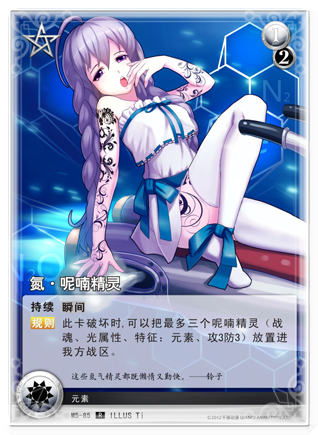 T
2
N₂
氮·呢喃精灵
持续 瞬间
规则 此卡破坏时,可以把最多三个呢喃精灵（战
魂、光属性、特征：元素、攻3防3）放置进
我方战区。
这些氮气精灵都既懒惰又勤快。——铃子
元素
M5-05 ILLUS Ti